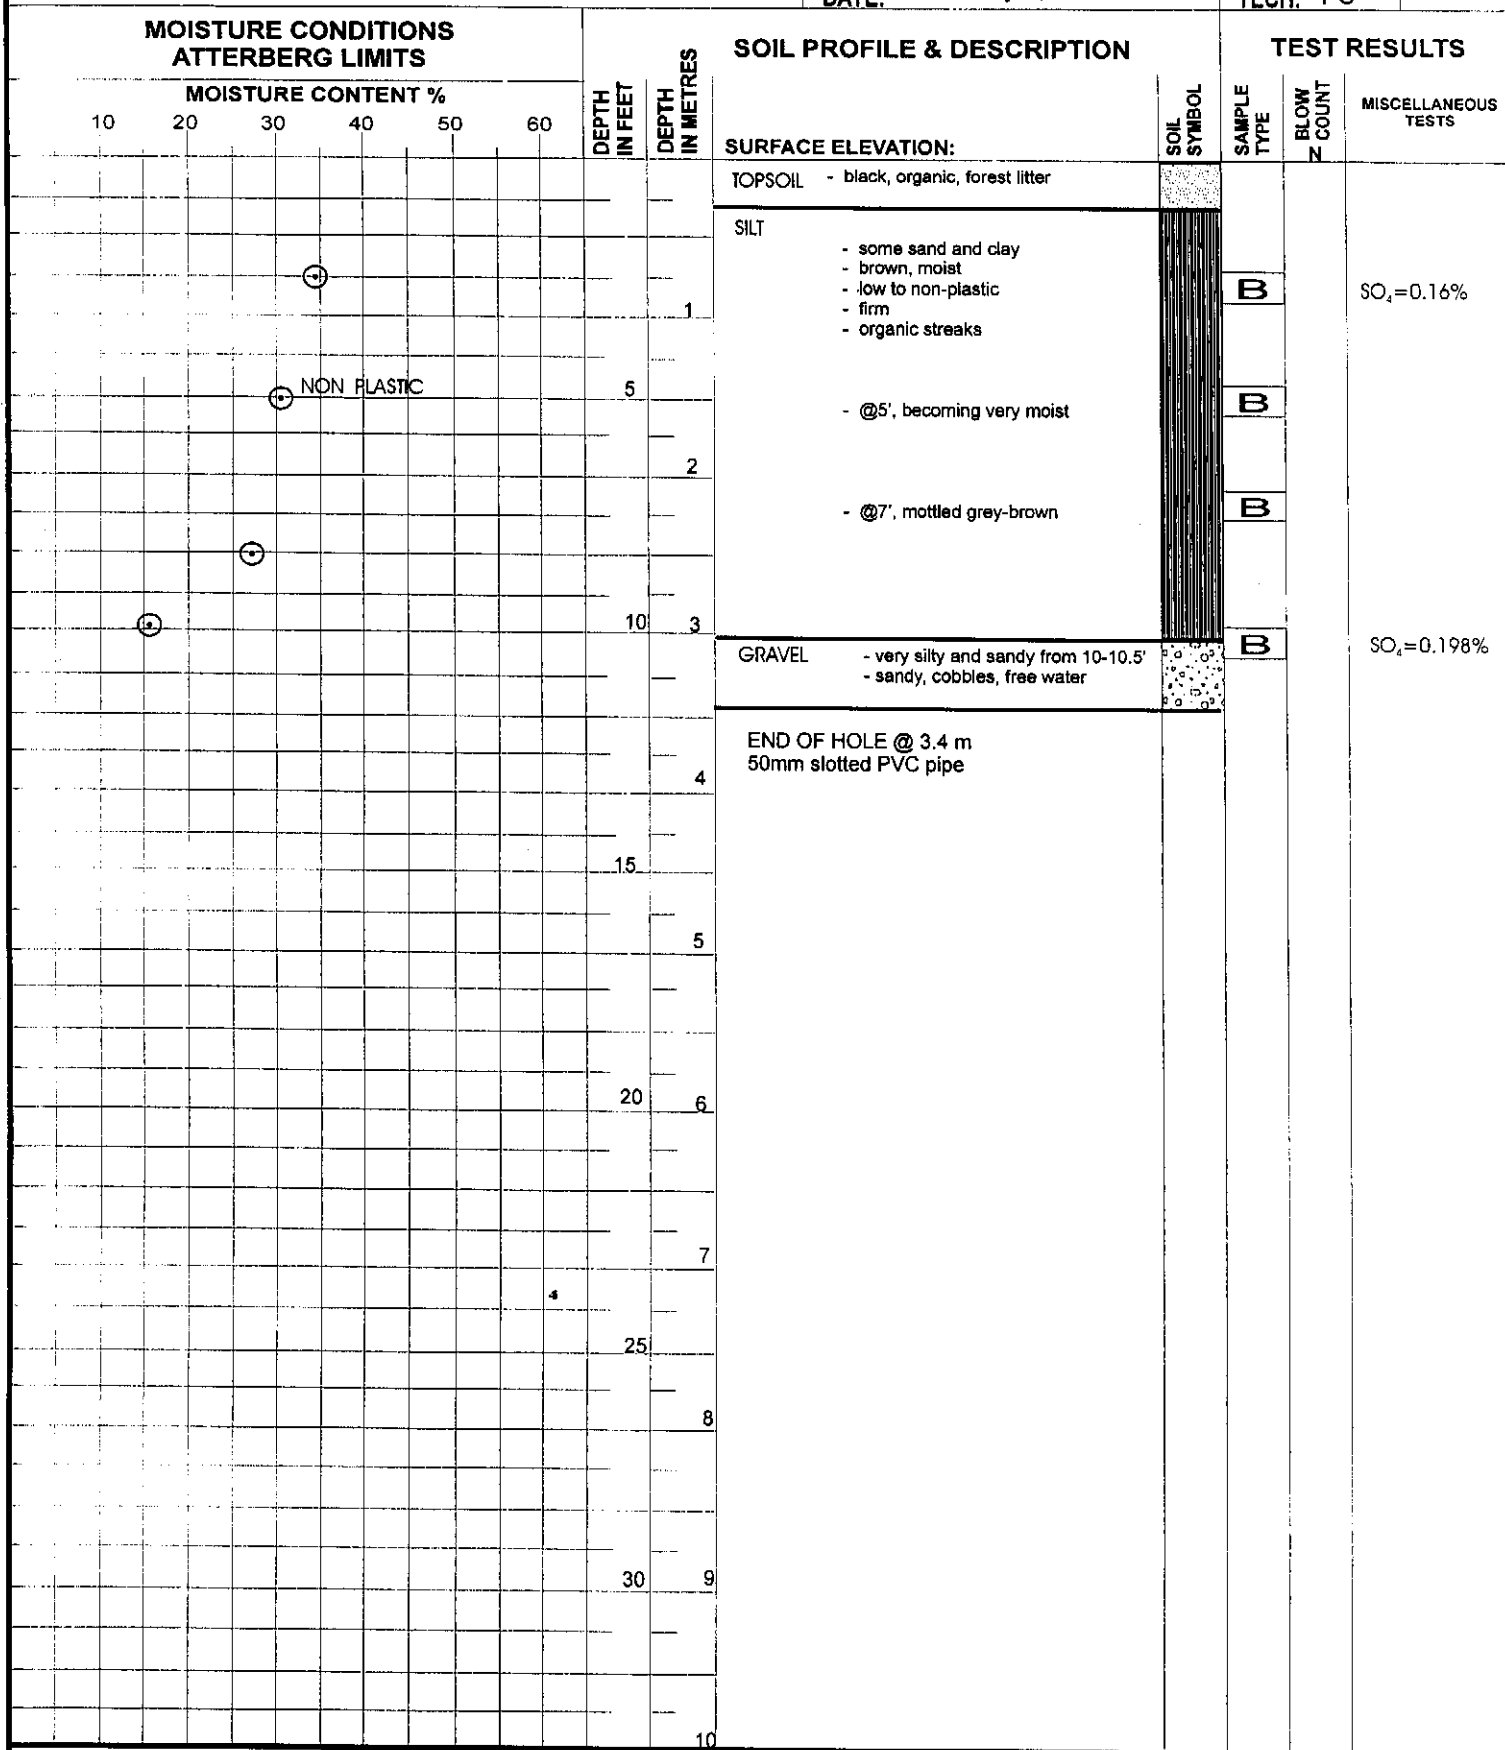 DATE:
TECH:
MOISTURE CONDITIONS
ATTERBERG LIMITS
MOISTURE CONTENT %
10 20 30 40 50 60
DEPTH
IN FEET
DEPTH
IN METRES
SOIL PROFILE & DESCRIPTION
SURFACE ELEVATION:
SOIL
SYMBOL
TEST RESULTS
SAMPLE
TYPE
BLOW
COUNT
N
MISCELLANEOUS
TESTS
TOPSOIL - black, organic, forest litter
SILT
- some sand and clay
- brown, moist
- low to non-plastic
- firm
- organic streaks
B
SO₄=0.16%
1
NON PLASTIC
5
- @5', becoming very moist
B
2
- @7', mottled grey-brown
B
10
3
GRAVEL - very silty and sandy from 10-10.5'
- sandy, cobbles, free water
B
SO₄=0.198%
END OF HOLE @ 3.4 m
50mm slotted PVC pipe
4
15
5
20
6
7
25
8
30
9
10